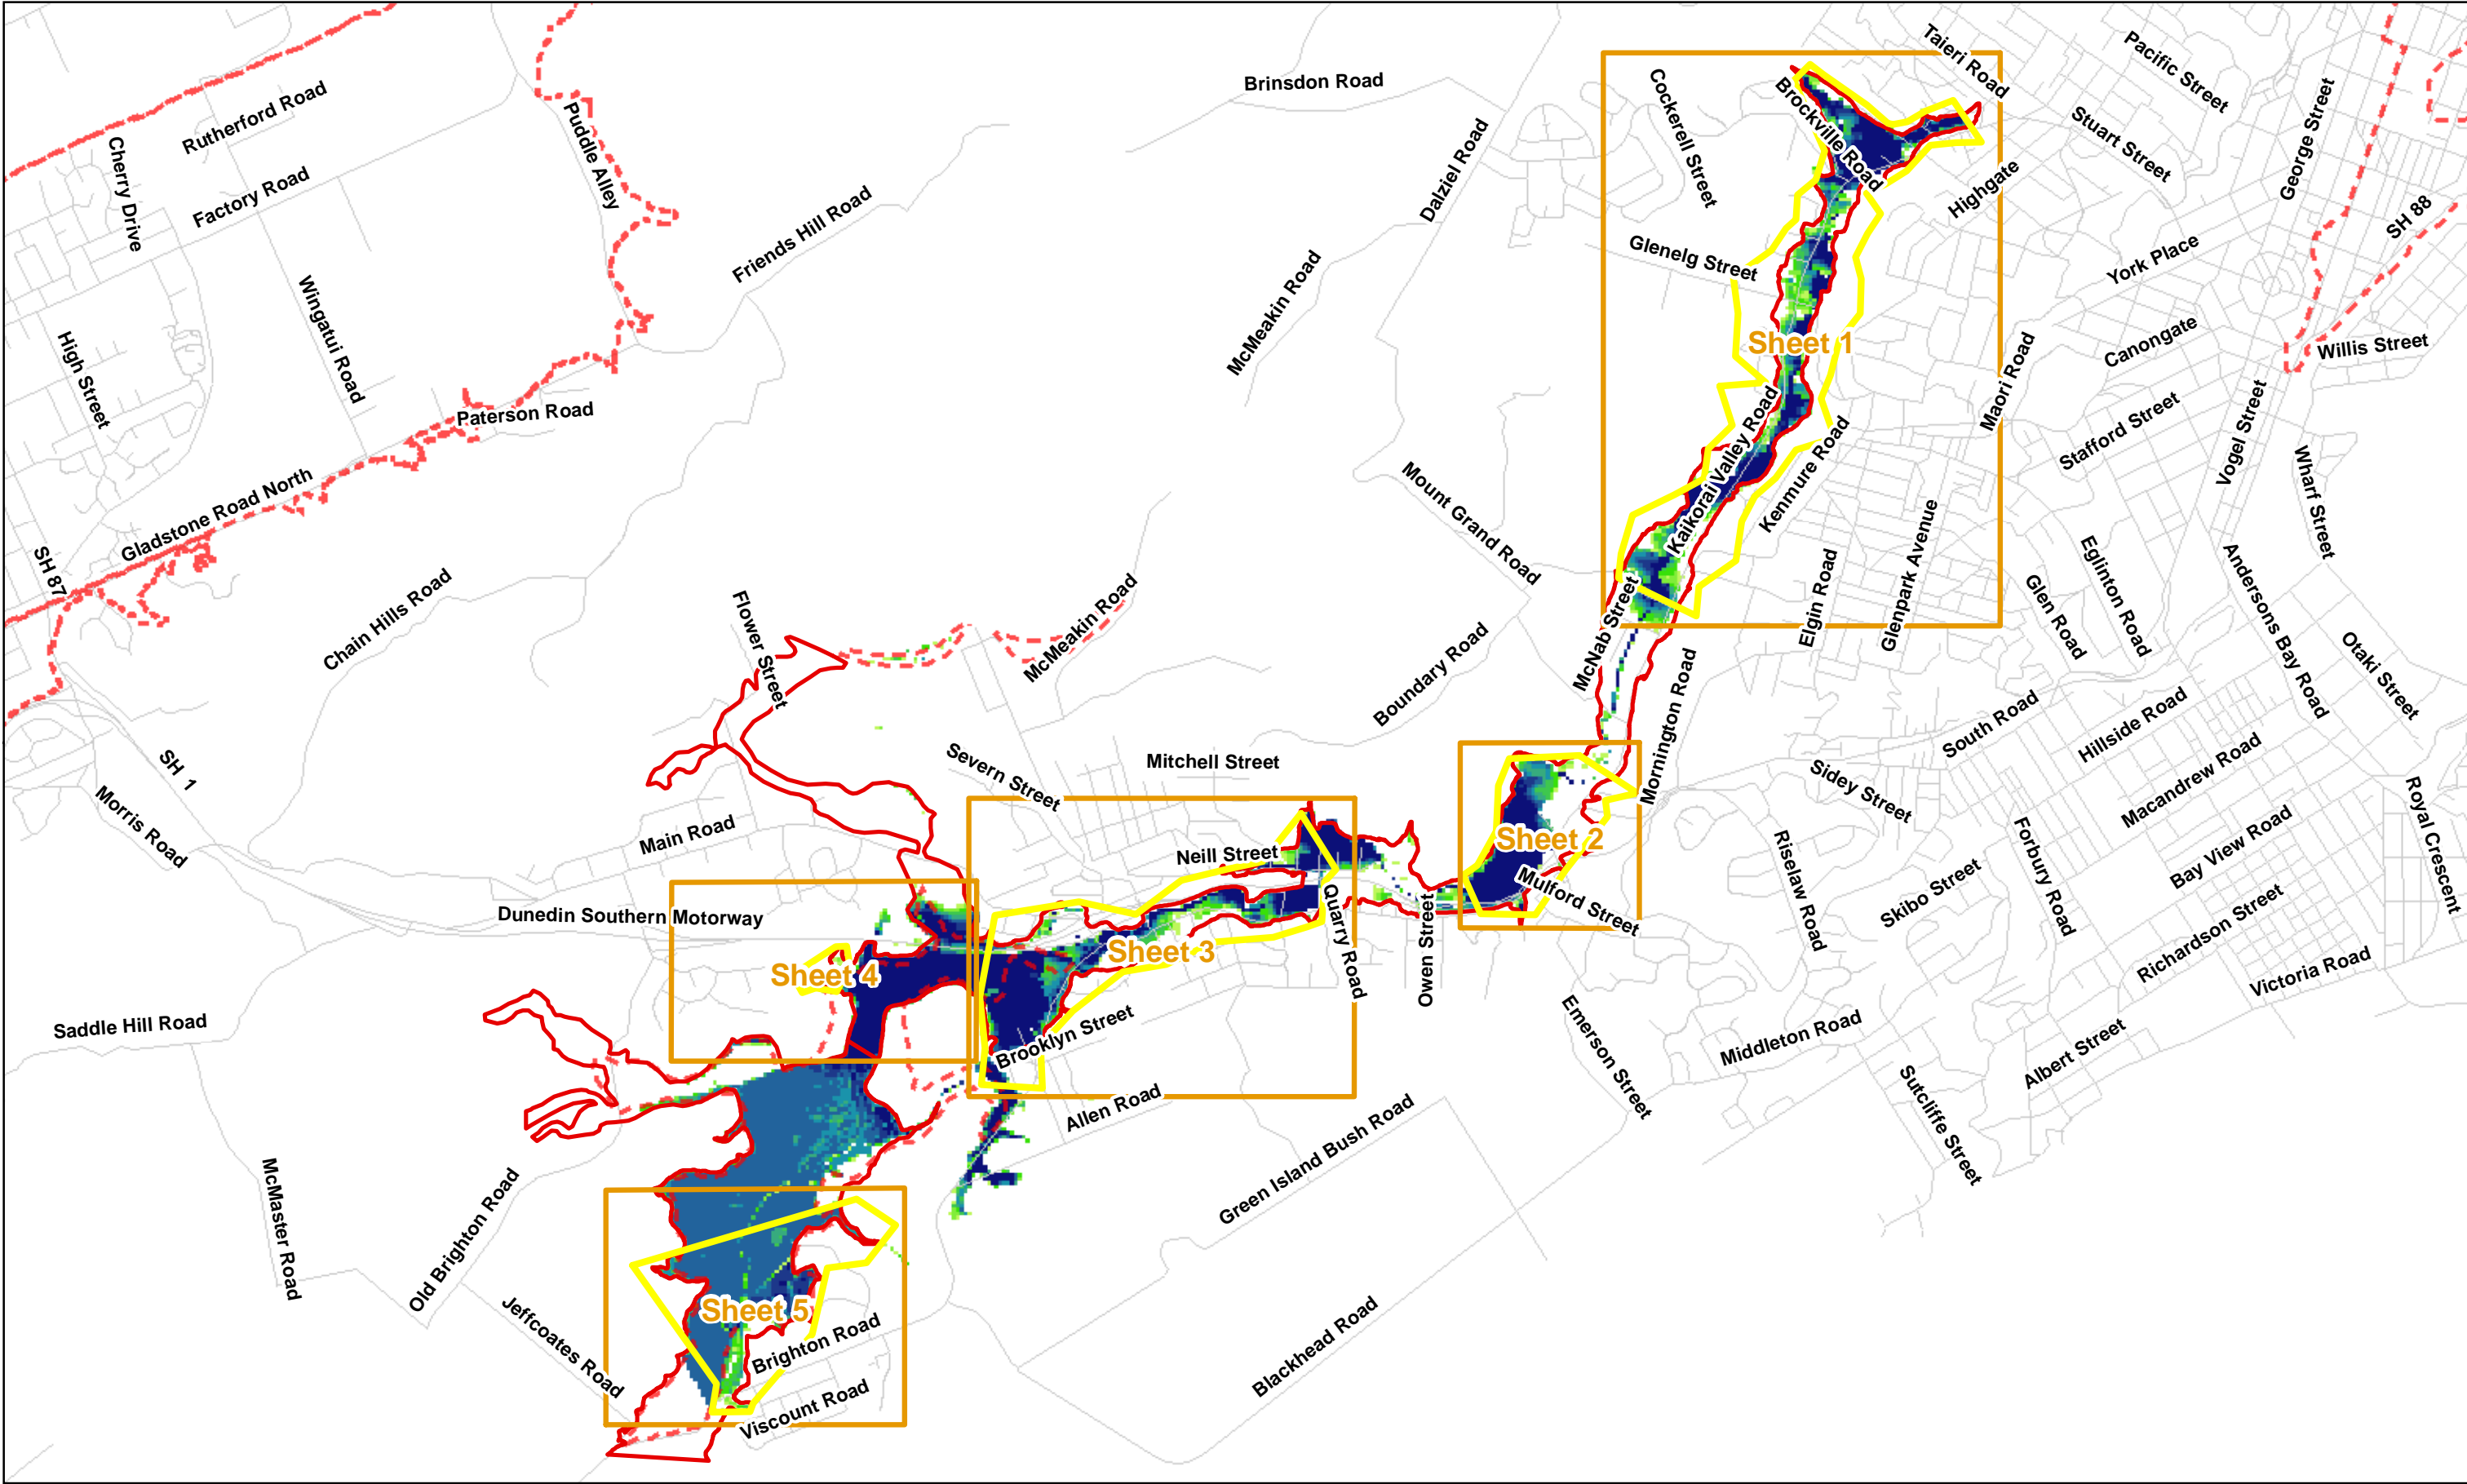 Taieri Road
Pacific Street
Brinsdon Road
Cockerell Street
Brockville Road
Rutherford Road
Puddle Alley
Stuart Street
George Street
Cherry Drive
Factory Road
Dalziel Road
Highgate
SH 88
Friends Hill Road
Glenelg Street
York Place
McMeakin Road
Wingatui Road
High Street
Sheet 1
Canongate
Willis Street
Maori Road
Paterson Road
Stafford Street
Vogel Street
Kaikorai Valley Road
Kenmure Road
Wharf Street
Gladstone Road North
Mount Grand Road
SH 87
Glenpark Avenue
Eglinton Road
Elgin Road
Glen Road
Andersons Bay Road
Chain Hills Road
Flower Street
McMeakin Road
McNab Street
Boundary Road
Otaki Street
Mornington Road
South Road
Hillside Road
SH 1
Severn Street
Mitchell Street
Sidey Street
Macandrew Road
Morris Road
Main Road
Sheet 2
Royal Crescent
Neill Street
Riselaw Road
Forbury Road
Bay View Road
Skibo Street
Mulford Street
Dunedin Southern Motorway
Quarry Road
Owen Street
Richardson Street
Sheet 3
Sheet 4
Victoria Road
Saddle Hill Road
Brooklyn Street
Emerson Street
Middleton Road
Albert Street
Allen Road
Sutcliffe Street
Green Island Bush Road
McMaster Road
Old Brighton Road
Sheet 5
Jeffcoates Road
Brighton Road
Blackhead Road
Viscount Road